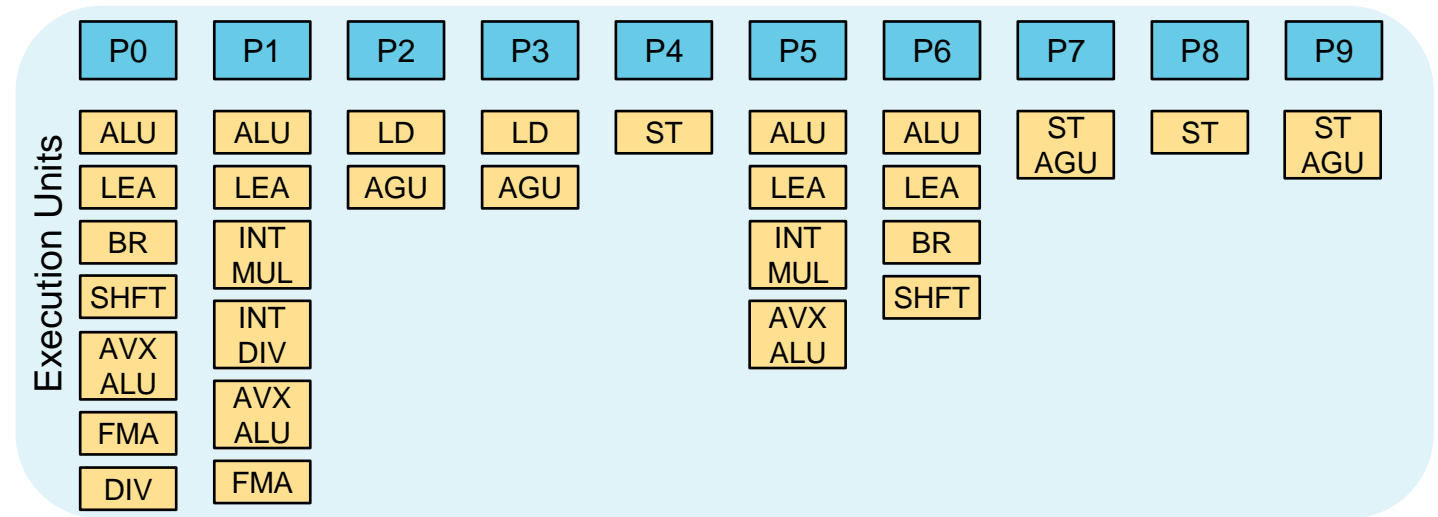 P0 P1 P2 P3 P4 P5 P6 P7 P8 P9
Execution Units
ALU
LEA
BR
SHFT
AVX
ALU
FMA
DIV
ALU
LEA
INT
MUL
INT
DIV
AVX
ALU
FMA
LD
AGU
LD
AGU
ST
ALU
LEA
INT
MUL
AVX
ALU
ALU
LEA
BR
SHFT
ST
AGU
ST
ST
AGU